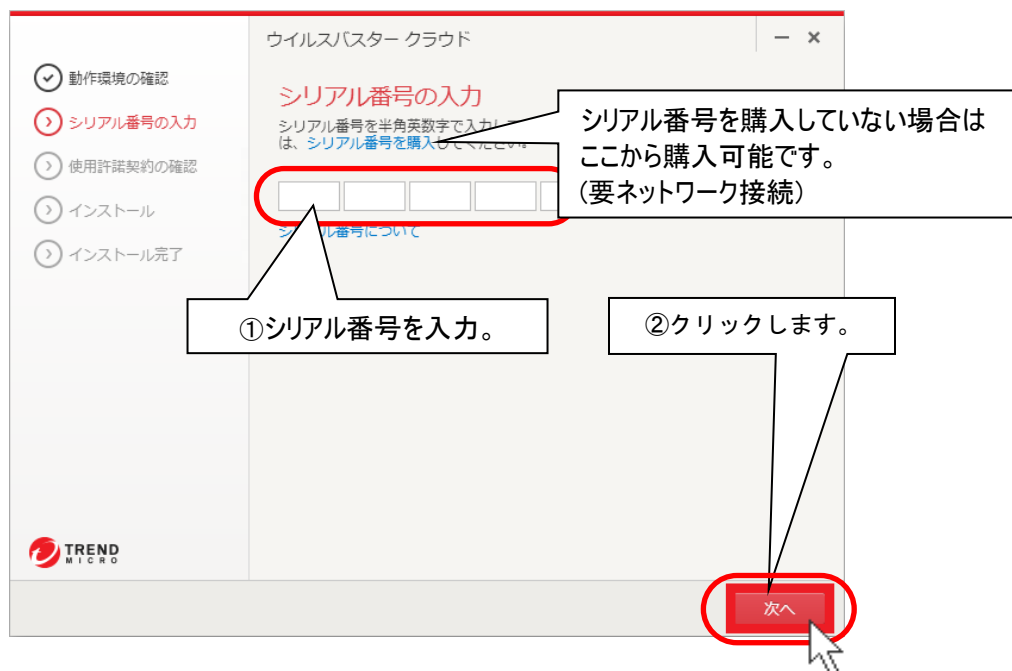 ウイルスバスター クラウド
動作環境の確認
シリアル番号の入力
使用許諾契約の確認
インストール
インストール完了
シリアル番号の入力
シリアル番号を半角英数字で入力して
は、シリアル番号を購入してください。
シリアル番号について
シリアル番号を購入していない場合は
ここから購入可能です。
(要ネットワーク接続)
①シリアル番号を入力。
②クリックします。
TREND
MICRO
次へ